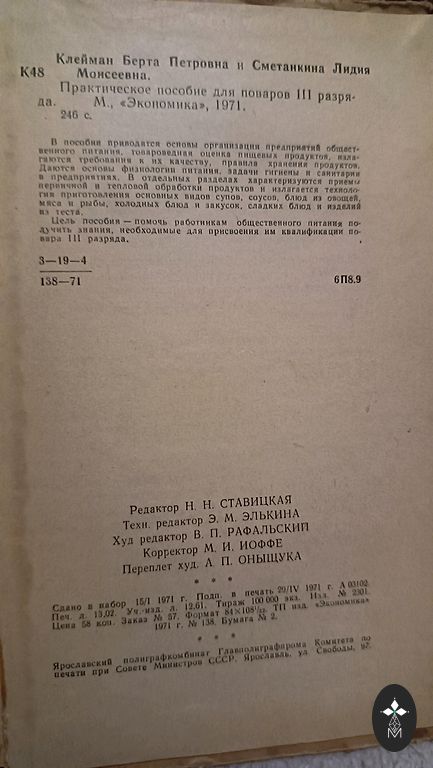 Клейман Берта Петровна и Сметанкина Лидия
К48 Моисеевна.
Практическое пособие для поваров III разря-
да. М., «Экономика», 1971.
246 с.
В пособии приводятся основы организации предприятий общест-
венного питания, товароведная оценка пищевых продуктов, изла-
гаются требования к их качеству, правила хранения продуктов.
Даются основы физиологии питания, задачи гигиены и санитарии
в предприятиях. В отдельных разделах характеризуются приемы
первичной и тепловой обработки продуктов и излагается техноло-
гия приготовления основных видов супов, соусов, блюд из овощей,
мяса и рыбы, холодных блюд и закусок, сладких блюд и изделий
из теста.
Цель пособия — помочь работникам общественного питания по-
лучить знания, необходимые для присвоения им квалификации по-
вара III разряда.
3—19—4
138—71 6П8.9
Редактор Н. Н. СТАВИЦКАЯ
Техн. редактор Э. М. ЭЛЬКИНА
Худ редактор В. П. РАФАЛЬСКИЙ
Корректор М. И. ИОФФЕ
Переплет худ. Л. П. ОНЫЩУКА
* * *
Сдано в набор 15/I 1971 г. Подп. в печать 29/IV 1971 г. А 03102.
Печ. л. 13,02. Уч.-изд. л. 12,61. Тираж 100 000 экз. Изд. № 2301.
Цена 58 коп. Заказ № 57. Формат 84×108¹/₃₂. ТП изд. «Экономика»
1971 г. № 138. Бумага № 2.
* * *
Ярославский полиграфкомбинат Главполиграфпрома Комитета по
печати при Совете Министров СССР. Ярославль, ул. Свободы, 97.
М